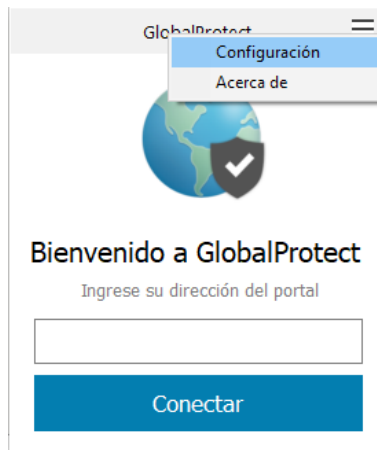 GlobalProtect
Configuración
Acerca de
Bienvenido a GlobalProtect
Ingrese su dirección del portal
Conectar